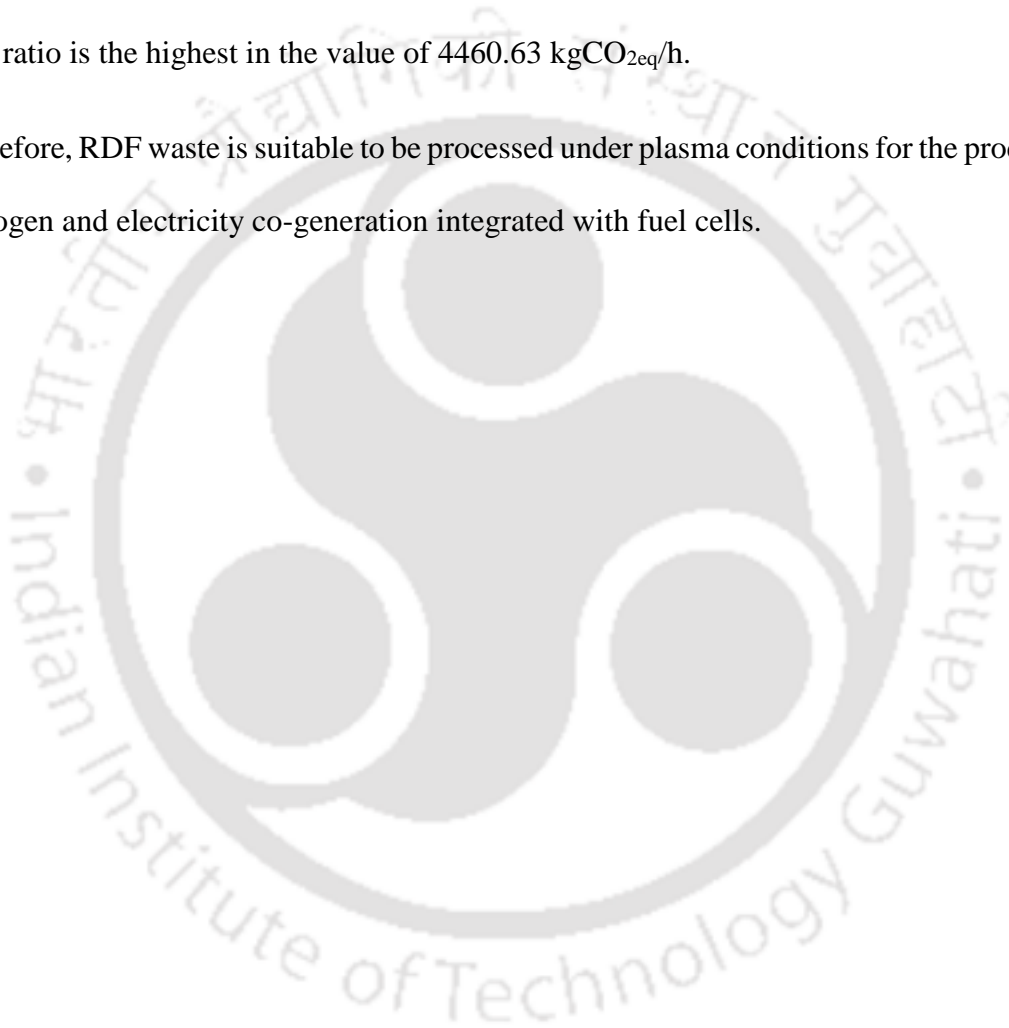 ratio is the highest in the value of 4460.63 kgCO2eq/h.
efore, RDF waste is suitable to be processed under plasma conditions for the proc
ogen and electricity co-generation integrated with fuel cells.
भारतीय प्रौद्योगिकी संस्थान गुवाहाटी
• Indian Institute of Technology Guwahati •